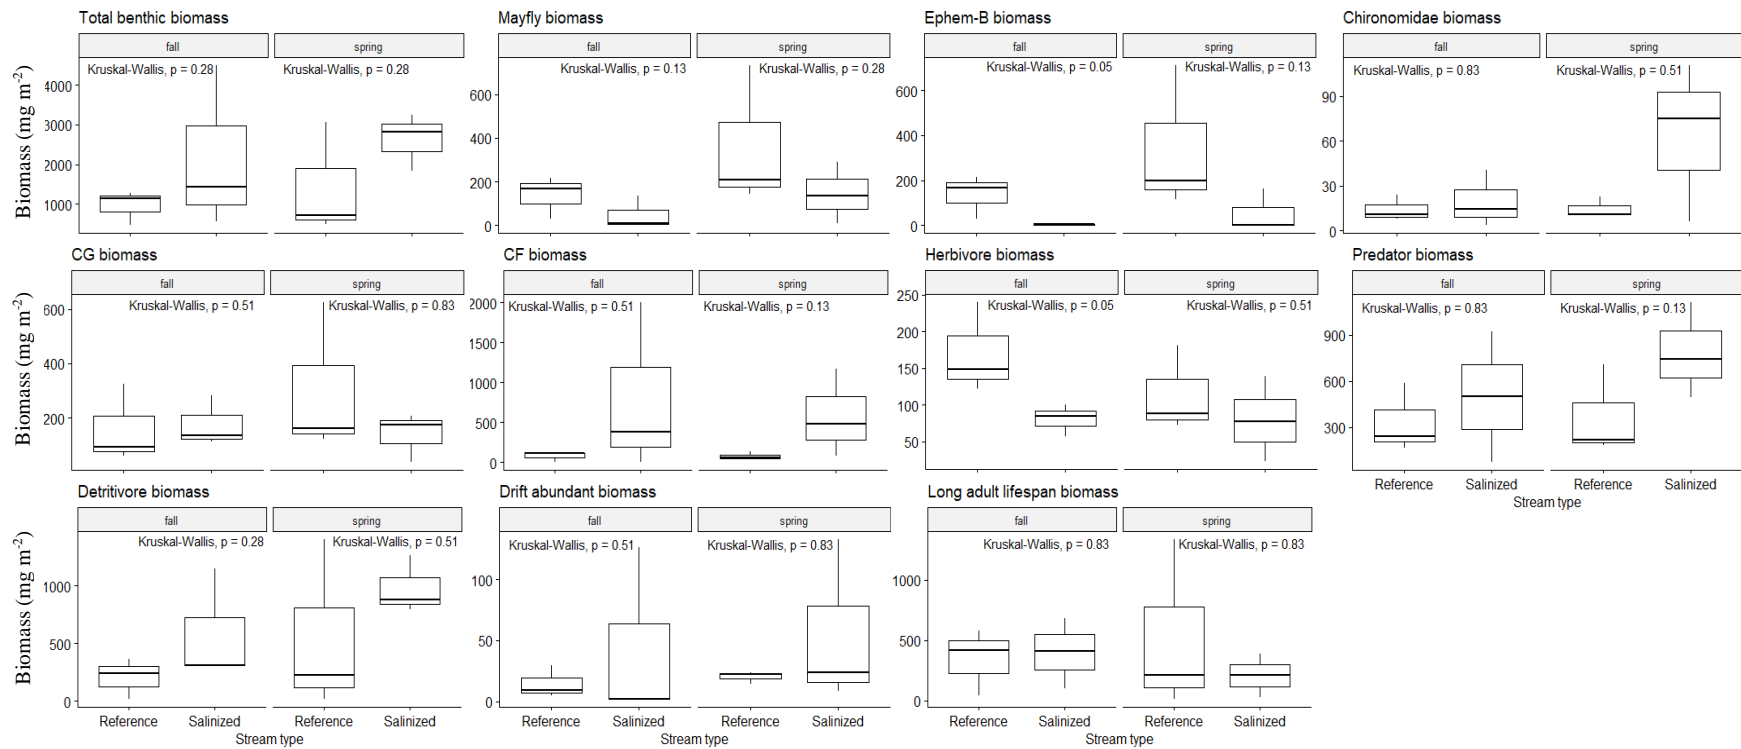 Total benthic biomass
Mayfly biomass
Ephem-B biomass
Chironomidae biomass
fall
spring
fall
spring
fall
spring
fall
spring
Kruskal-Wallis, p = 0.28
Kruskal-Wallis, p = 0.28
Kruskal-Wallis, p = 0.13
Kruskal-Wallis, p = 0.28
Kruskal-Wallis, p = 0.05
Kruskal-Wallis, p = 0.13
Kruskal-Wallis, p = 0.83
Kruskal-Wallis, p = 0.51
Biomass (mg m-2)
4000
3000
2000
1000
600
400
200
0
600
400
200
0
90
60
30
0
CG biomass
CF biomass
Herbivore biomass
Predator biomass
fall
spring
fall
spring
fall
spring
fall
spring
Kruskal-Wallis, p = 0.51
Kruskal-Wallis, p = 0.83
Kruskal-Wallis, p = 0.51
Kruskal-Wallis, p = 0.13
Kruskal-Wallis, p = 0.05
Kruskal-Wallis, p = 0.51
Kruskal-Wallis, p = 0.83
Kruskal-Wallis, p = 0.13
Biomass (mg m-2)
600
400
200
2000
1500
1000
500
0
250
200
150
100
50
900
600
300
Reference
Salinized
Reference
Salinized
Stream type
Detritivore biomass
Drift abundant biomass
Long adult lifespan biomass
fall
spring
fall
spring
fall
spring
Kruskal-Wallis, p = 0.28
Kruskal-Wallis, p = 0.51
Kruskal-Wallis, p = 0.51
Kruskal-Wallis, p = 0.83
Kruskal-Wallis, p = 0.83
Kruskal-Wallis, p = 0.83
Biomass (mg m-2)
1000
500
0
100
50
0
1000
500
0
Reference
Salinized
Reference
Salinized
Stream type
Reference
Salinized
Reference
Salinized
Stream type
Reference
Salinized
Reference
Salinized
Stream type